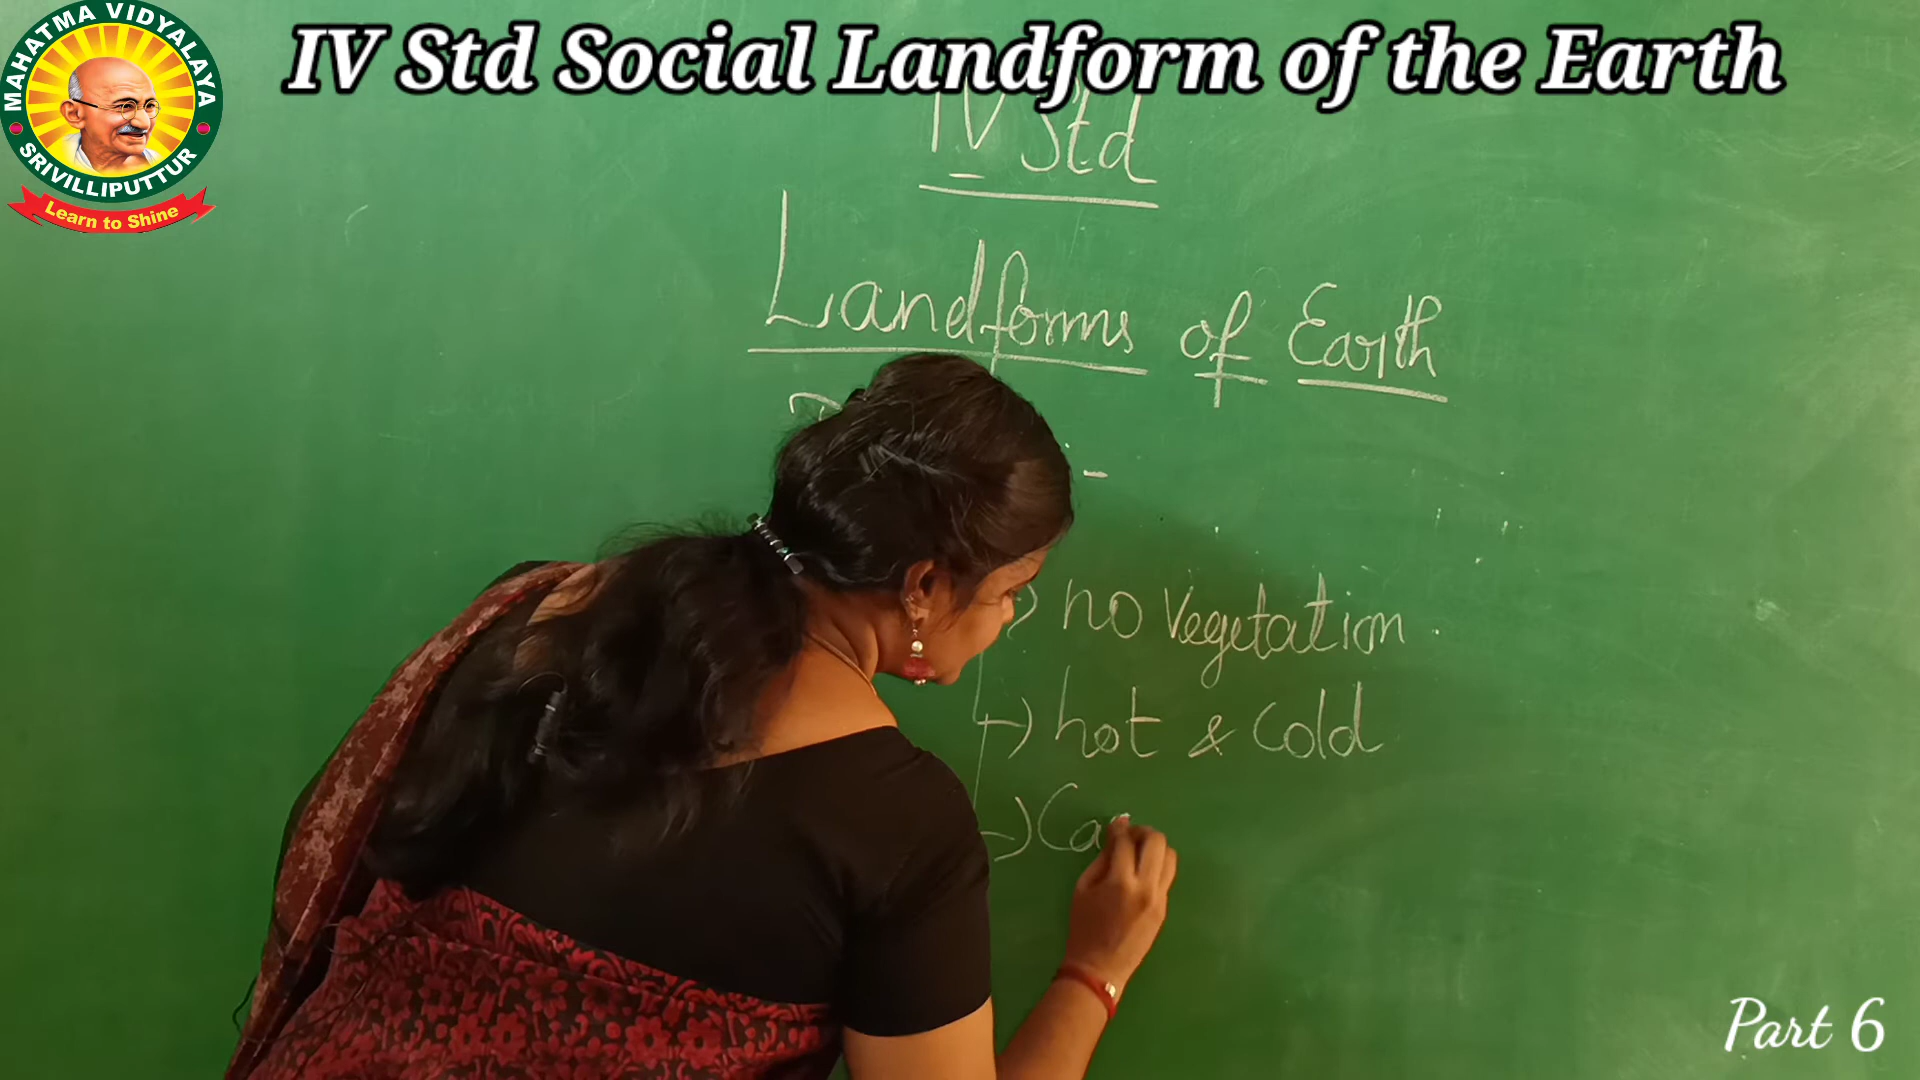 MAHATMA VIDYALAYA
SRIVILLIPUTTUR
Learn to Shine
IV Std Social Landform of the Earth
IV Std
Landforms of Earth
no Vegetation.
hot & Cold
Ca
Part 6